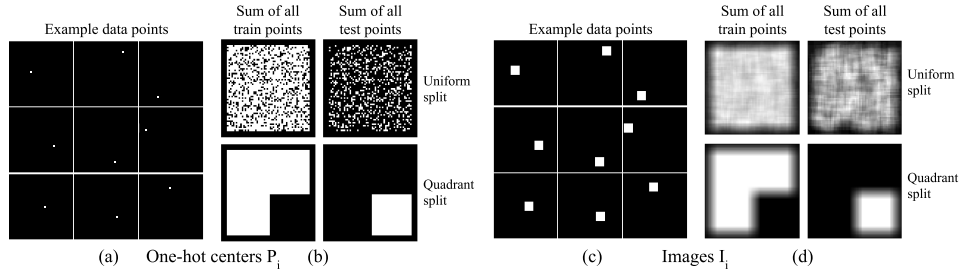 Example data points
Sum of all
train points
Sum of all
test points
Uniform
split
Quadrant
split
(a) One-hot centers Pi (b)
Example data points
Sum of all
train points
Sum of all
test points
Uniform
split
Quadrant
split
(c) Images Ii (d)